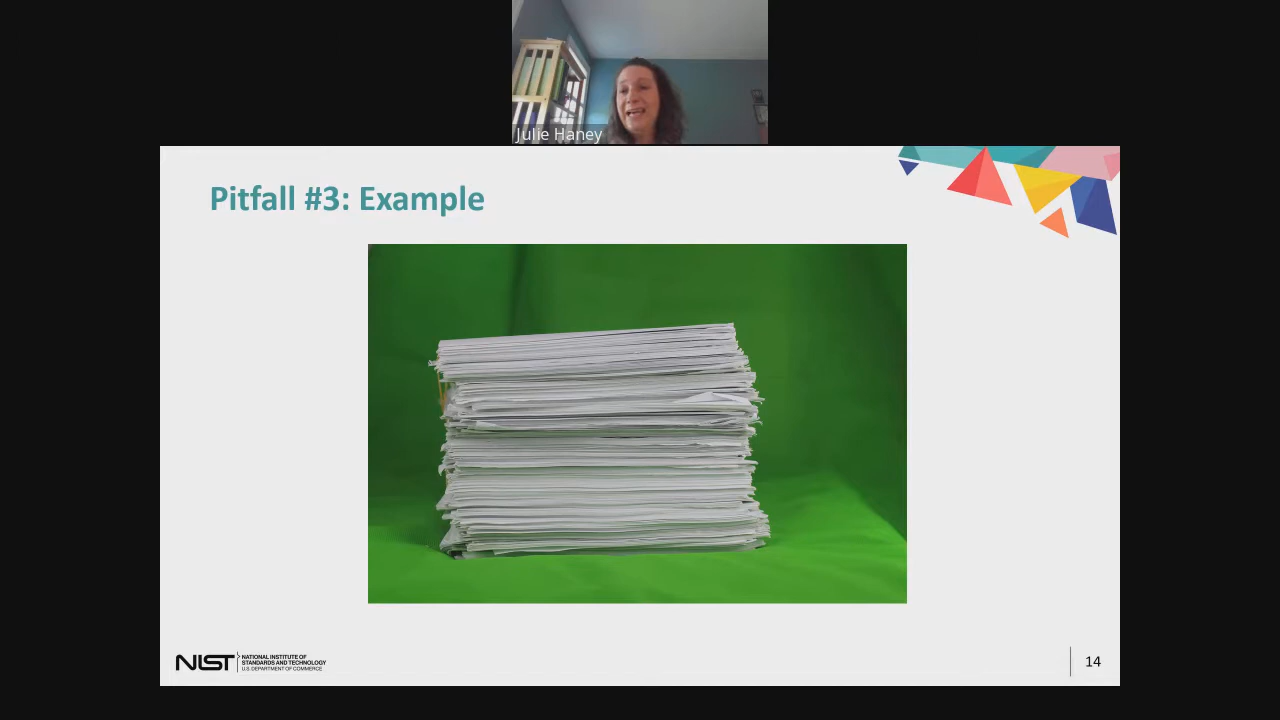 Julie Haney
Pitfall #3: Example
NIST
NATIONAL INSTITUTE OF
STANDARDS AND TECHNOLOGY
U.S. DEPARTMENT OF COMMERCE
14